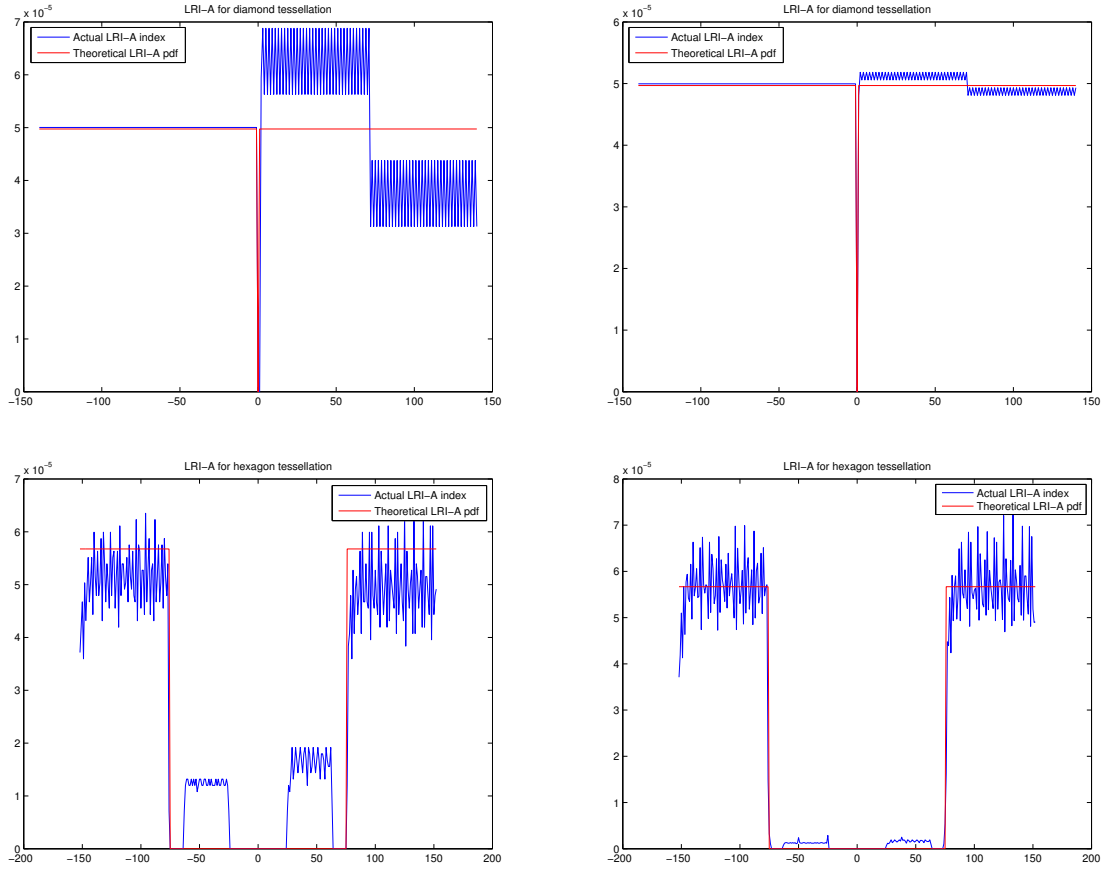 LRI−A for diamond tessellation
x 10−5
Actual LRI−A index
Theoretical LRI−A pdf
7
6
5
4
3
2
1
0
−150 −100 −50 0 50 100 150
LRI−A for diamond tessellation
x 10−5
Actual LRI−A index
Theoretical LRI−A pdf
6
5
4
3
2
1
0
−150 −100 −50 0 50 100 150
LRI−A for hexagon tessellation
x 10−5
Actual LRI−A index
Theoretical LRI−A pdf
7
6
5
4
3
2
1
0
−200 −150 −100 −50 0 50 100 150 200
LRI−A for hexagon tessellation
x 10−5
Actual LRI−A index
Theoretical LRI−A pdf
8
7
6
5
4
3
2
1
0
−200 −150 −100 −50 0 50 100 150 200